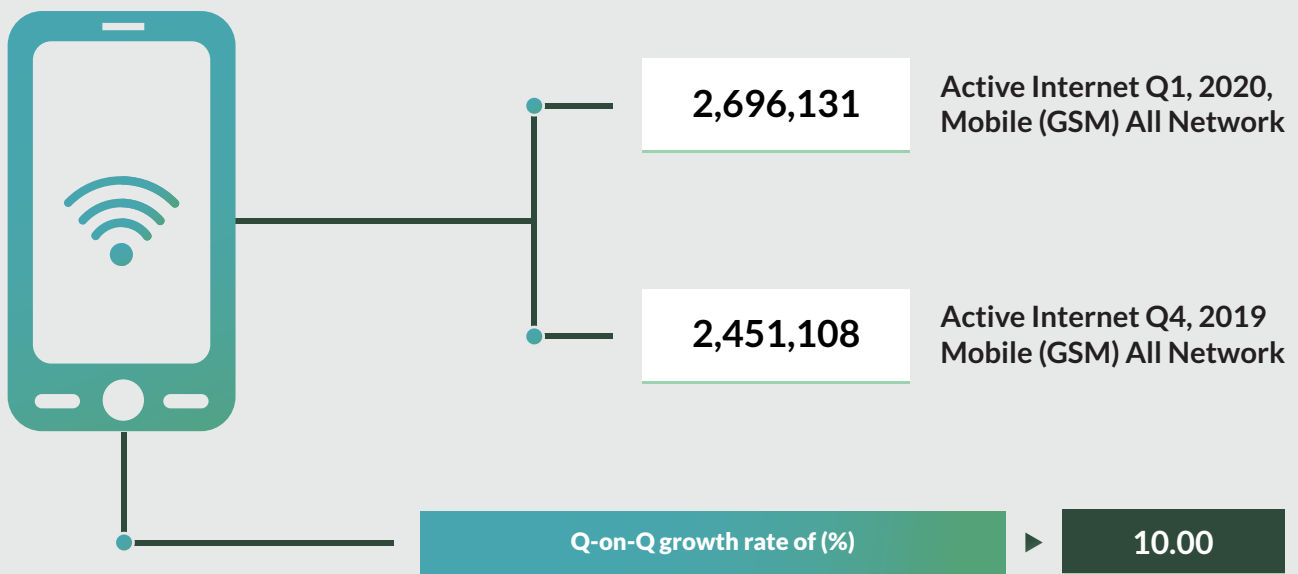 2,696,131
Active Internet Q1, 2020,
Mobile (GSM) All Network
2,451,108
Active Internet Q4, 2019
Mobile (GSM) All Network
Q-on-Q growth rate of (%)
10.00